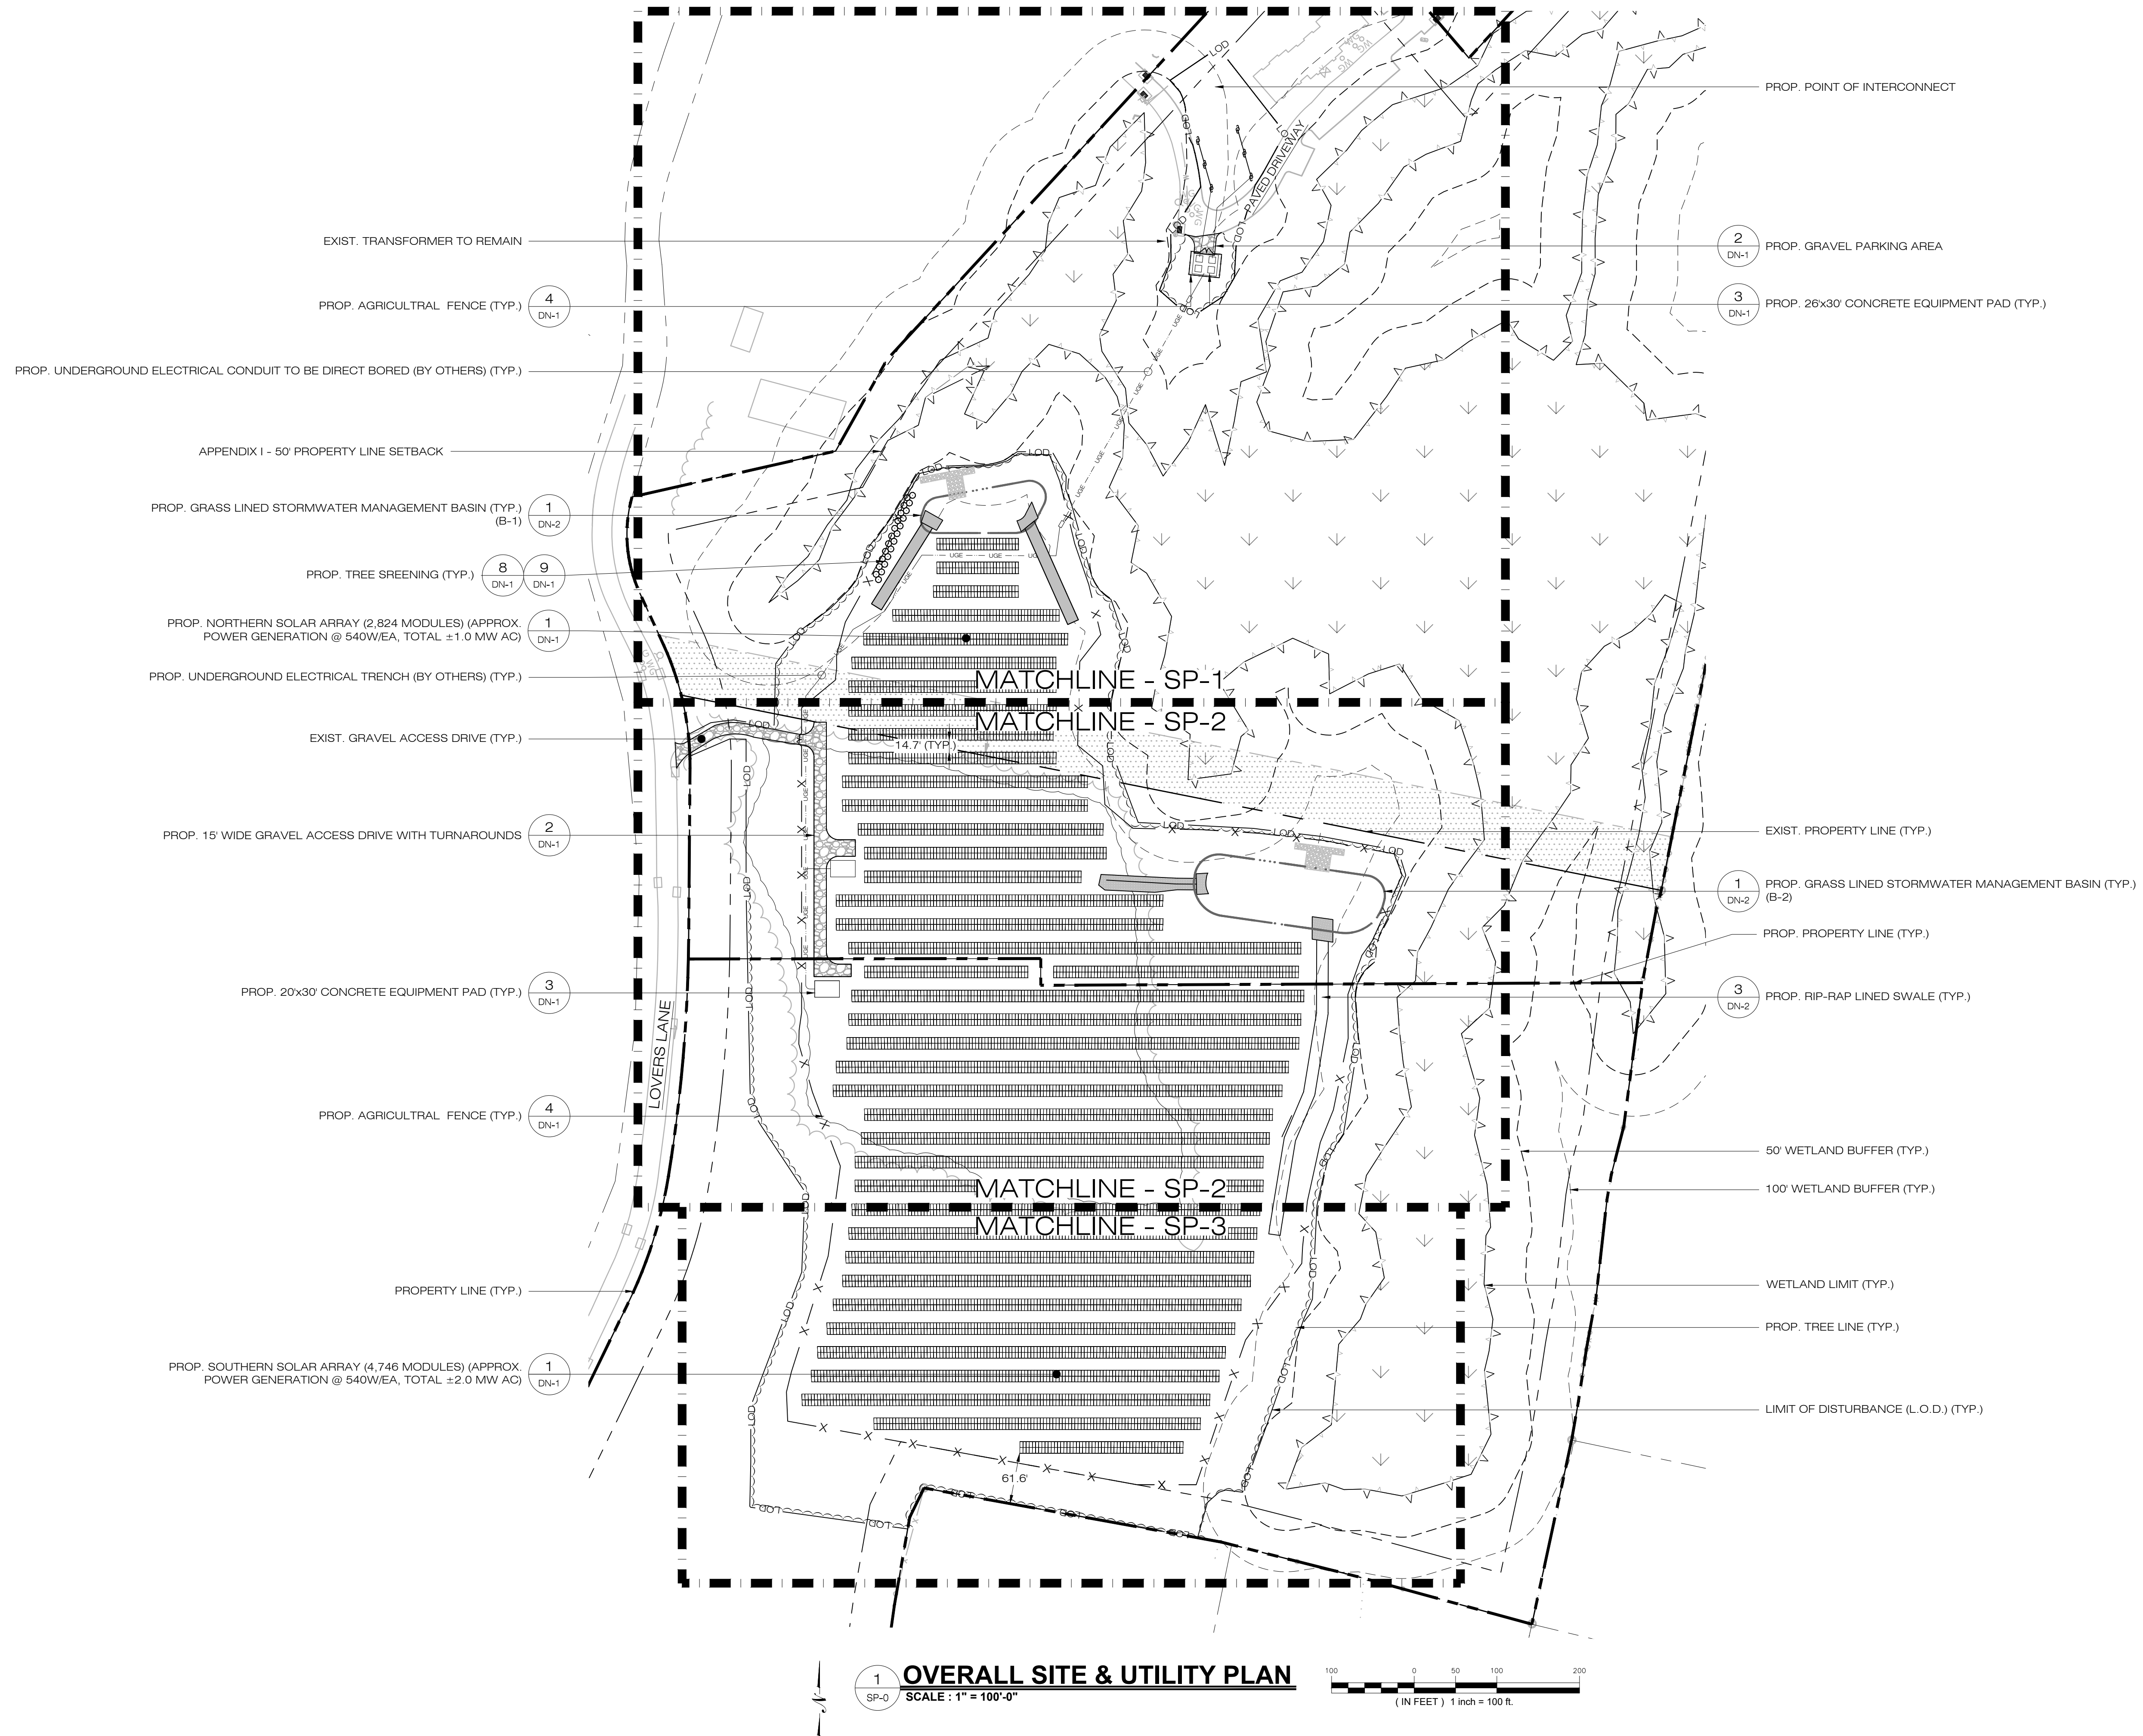 PROP. POINT OF INTERCONNECT
PAVED DRIVEWAY
EXIST. TRANSFORMER TO REMAIN
2
DN-1
PROP. GRAVEL PARKING AREA
PROP. AGRICULTRAL FENCE (TYP.)
4
DN-1
3
DN-1
PROP. 26'x30' CONCRETE EQUIPMENT PAD (TYP.)
PROP. UNDERGROUND ELECTRICAL CONDUIT TO BE DIRECT BORED (BY OTHERS) (TYP.)
APPENDIX I - 50' PROPERTY LINE SETBACK
PROP. GRASS LINED STORMWATER MANAGEMENT BASIN (TYP.)
(B-1)
1
DN-2
PROP. TREE SREENING (TYP.)
8
DN-1
9
DN-1
PROP. NORTHERN SOLAR ARRAY (2,824 MODULES) (APPROX.
POWER GENERATION @ 540W/EA, TOTAL ±1.0 MW AC)
1
DN-1
PROP. UNDERGROUND ELECTRICAL TRENCH (BY OTHERS) (TYP.)
MATCHLINE - SP-1
MATCHLINE - SP-2
EXIST. GRAVEL ACCESS DRIVE (TYP.)
14.7' (TYP.)
PROP. 15' WIDE GRAVEL ACCESS DRIVE WITH TURNAROUNDS
2
DN-1
EXIST. PROPERTY LINE (TYP.)
1
DN-2
PROP. GRASS LINED STORMWATER MANAGEMENT BASIN (TYP.)
(B-2)
PROP. PROPERTY LINE (TYP.)
PROP. 20'x30' CONCRETE EQUIPMENT PAD (TYP.)
3
DN-1
3
DN-2
PROP. RIP-RAP LINED SWALE (TYP.)
LOVERS LANE
PROP. AGRICULTRAL FENCE (TYP.)
4
DN-1
50' WETLAND BUFFER (TYP.)
100' WETLAND BUFFER (TYP.)
MATCHLINE - SP-2
MATCHLINE - SP-3
PROPERTY LINE (TYP.)
WETLAND LIMIT (TYP.)
PROP. TREE LINE (TYP.)
PROP. SOUTHERN SOLAR ARRAY (4,746 MODULES) (APPROX.
POWER GENERATION @ 540W/EA, TOTAL ±2.0 MW AC)
1
DN-1
LIMIT OF DISTURBANCE (L.O.D.) (TYP.)
61.6'
N
1
SP-0
OVERALL SITE & UTILITY PLAN
SCALE : 1" = 100'-0"
100 0 50 100 200
( IN FEET ) 1 inch = 100 ft.